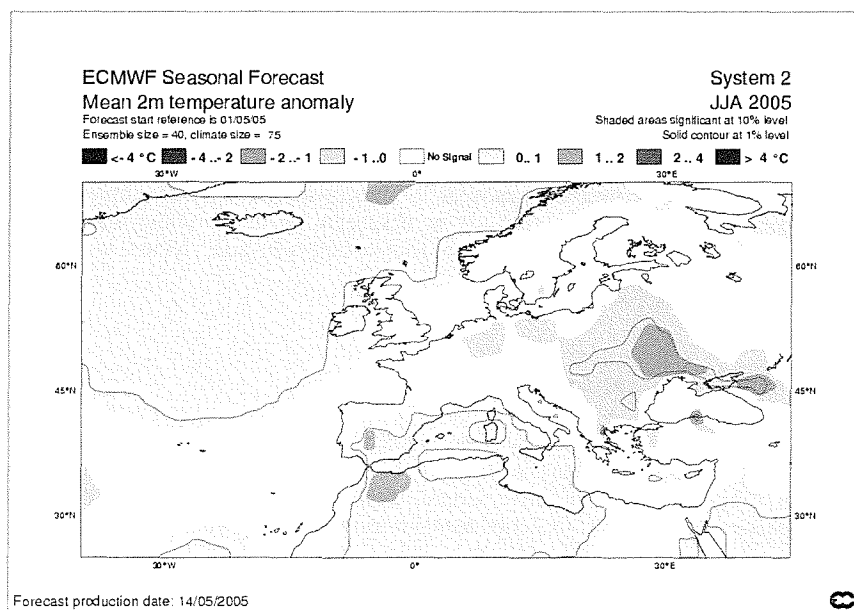 ECMWF Seasonal Forecast
System 2
Mean 2m temperature anomaly
JJA 2005
Forecast start reference is 01/05/05
Shaded areas significant at 10% level
Ensemble size = 40, climate size = 75
Solid contour at 1% level
<-4 °C -4..-2 -2..-1 -1..0 No Signal 0..1 1..2 2..4 > 4 °C
30°W 0° 30°E
60°N 60°N
45°N 45°N
30°N 30°N
30°W 0° 30°E
Forecast production date: 14/05/2005